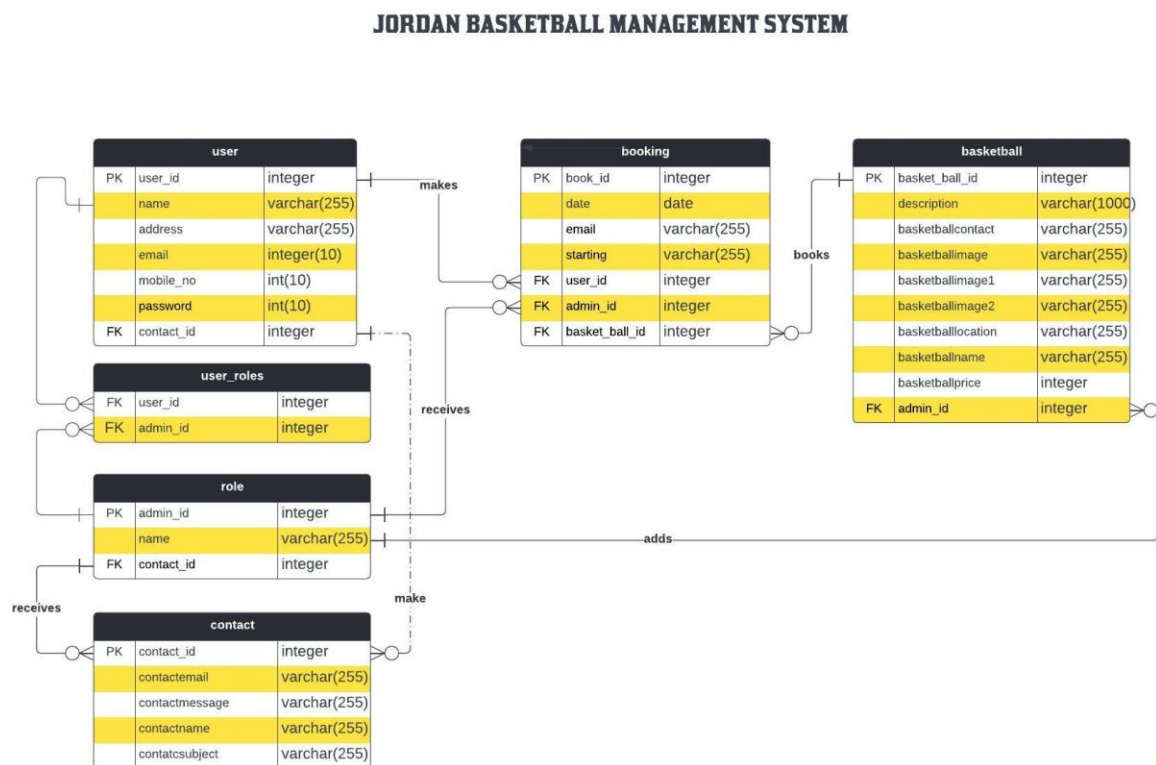 JORDAN BASKETBALL MANAGEMENT SYSTEM
user
PK user_id integer
name varchar(255)
address varchar(255)
email integer(10)
mobile_no int(10)
password int(10)
FK contact_id integer
user_roles
FK user_id integer
FK admin_id integer
role
PK admin_id integer
name varchar(255)
FK contact_id integer
contact
PK contact_id integer
contactemail varchar(255)
contactmessage varchar(255)
contactname varchar(255)
contatcsubject varchar(255)
receives
makes
receives
make
booking
PK book_id integer
date date
email varchar(255)
starting varchar(255)
FK user_id integer
FK admin_id integer
FK basket_ball_id integer
books
adds
basketball
PK basket_ball_id integer
description varchar(1000)
basketballcontact varchar(255)
basketballimage varchar(255)
basketballimage1 varchar(255)
basketballimage2 varchar(255)
basketballlocation varchar(255)
basketballname varchar(255)
basketballprice integer
FK admin_id integer